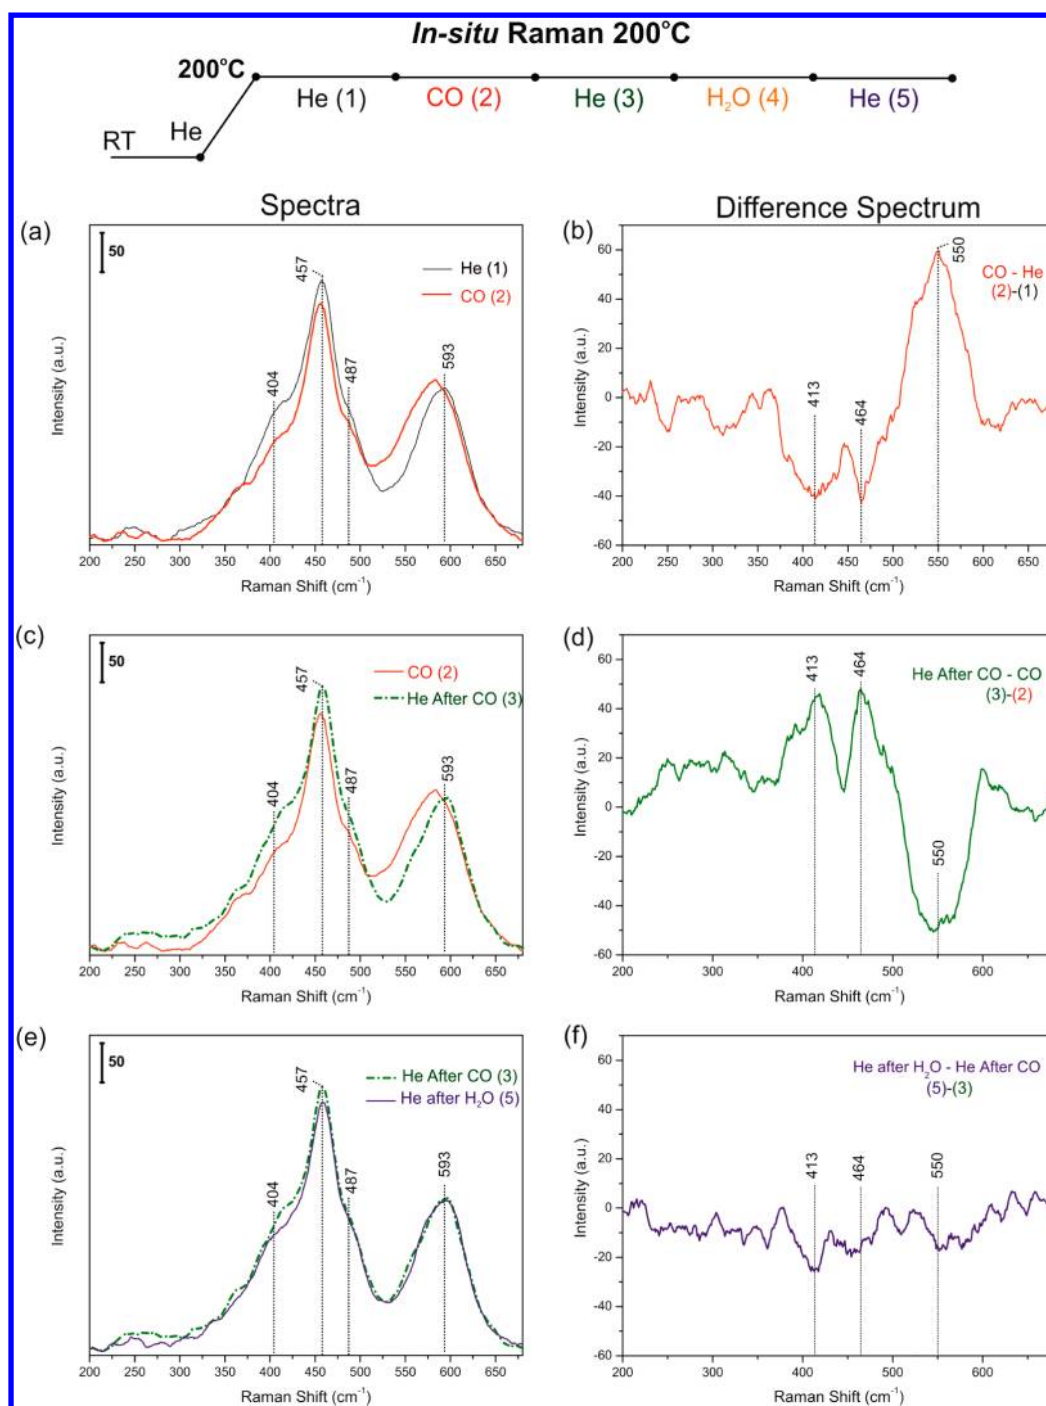 In-situ Raman 200°C
200°C
He (1)
CO (2)
He (3)
H₂O (4)
He (5)
He
RT
Spectra
Difference Spectrum
(a)
50
457
404
487
593
He (1)
CO (2)
Intensity (a.u.)
200 250 300 350 400 450 500 550 600 650
Raman Shift (cm⁻¹)
(b)
60
40
20
0
-20
-40
-60
413
464
550
CO - He
(2)-(1)
Intensity (a.u.)
200 250 300 350 400 450 500 550 600 650
Raman Shift (cm⁻¹)
(c)
50
457
404
487
593
CO (2)
He After CO (3)
Intensity (a.u.)
200 250 300 350 400 450 500 550 600 650
Raman Shift (cm⁻¹)
(d)
60
40
20
0
-20
-40
-60
413
464
550
He After CO - CO
(3)-(2)
Intensity (a.u.)
200 300 400 500 600
Raman Shift (cm⁻¹)
(e)
50
457
404
487
593
He After CO (3)
He after H₂O (5)
Intensity (a.u.)
200 250 300 350 400 450 500 550 600 650
Raman Shift (cm⁻¹)
(f)
60
40
20
0
-20
-40
-60
413
464
550
He after H₂O - He After CO
(5)-(3)
Intensity (a.u.)
200 300 400 500 600
Raman Shift (cm⁻¹)